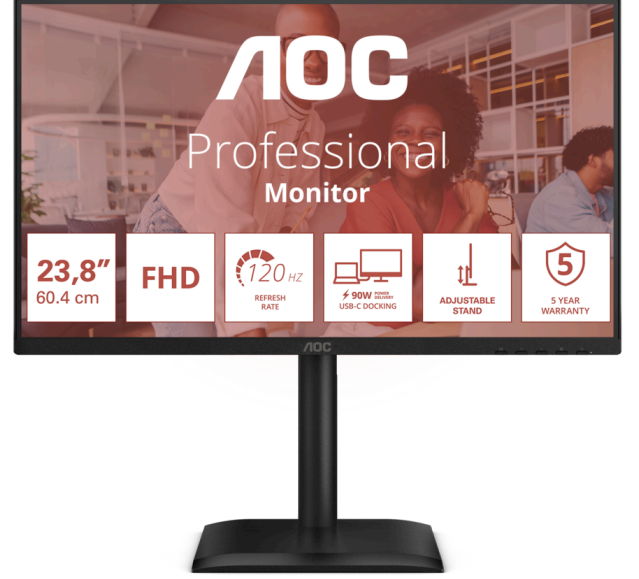 AOC
Professional
Monitor
23,8”
60.4 cm
FHD
120 HZ
REFRESH
RATE
90W POWER DELIVERY
USB-C DOCKING
ADJUSTABLE
STAND
5
5 YEAR
WARRANTY
AOC